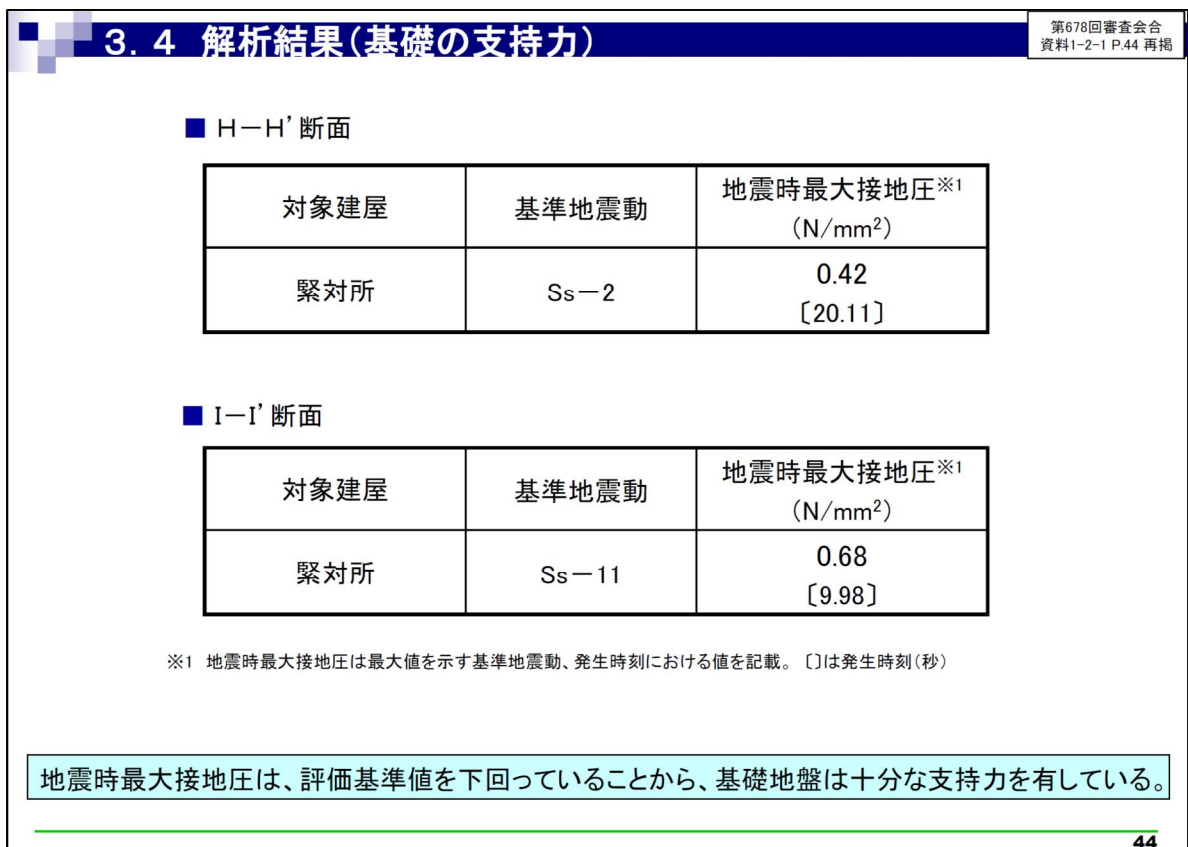 3.4 解析結果(基礎の支持力)
第678回審査会合
資料1-2-1 P.44 再掲
■ H-H'断面
対象建屋 基準地震動 地震時最大接地圧※1
(N/mm2)
緊対所 Ss-2 0.42
〔20.11〕
■ I-I'断面
対象建屋 基準地震動 地震時最大接地圧※1
(N/mm2)
緊対所 Ss-11 0.68
〔9.98〕
※1 地震時最大接地圧は最大値を示す基準地震動、発生時刻における値を記載。〔〕は発生時刻(秒)
地震時最大接地圧は、評価基準値を下回っていることから、基礎地盤は十分な支持力を有している。
44